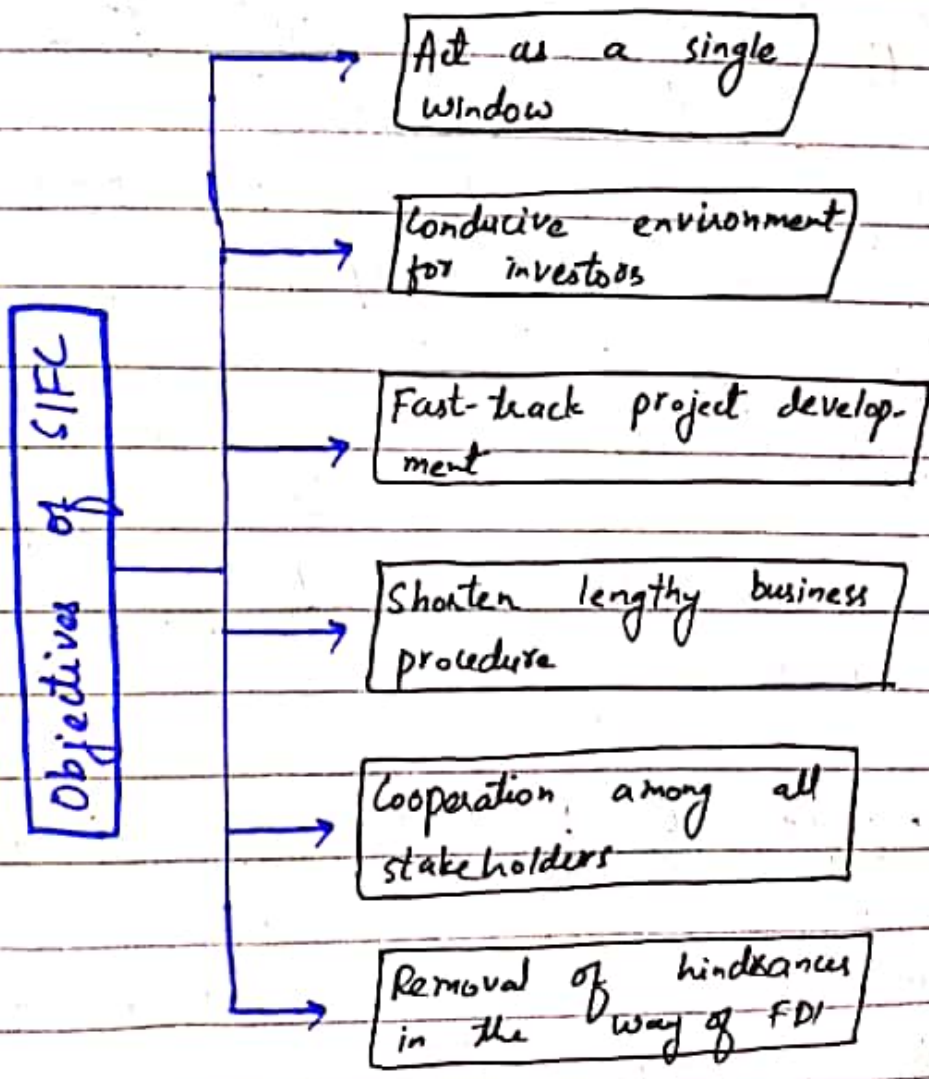 Objectives of SIFC
Act as a single
window
Conducive environment
for investors
Fast-track project develop-
ment
Shorten lengthy business
procedure
Cooperation among all
stakeholders
Removal of hindrances
in the way of FDI